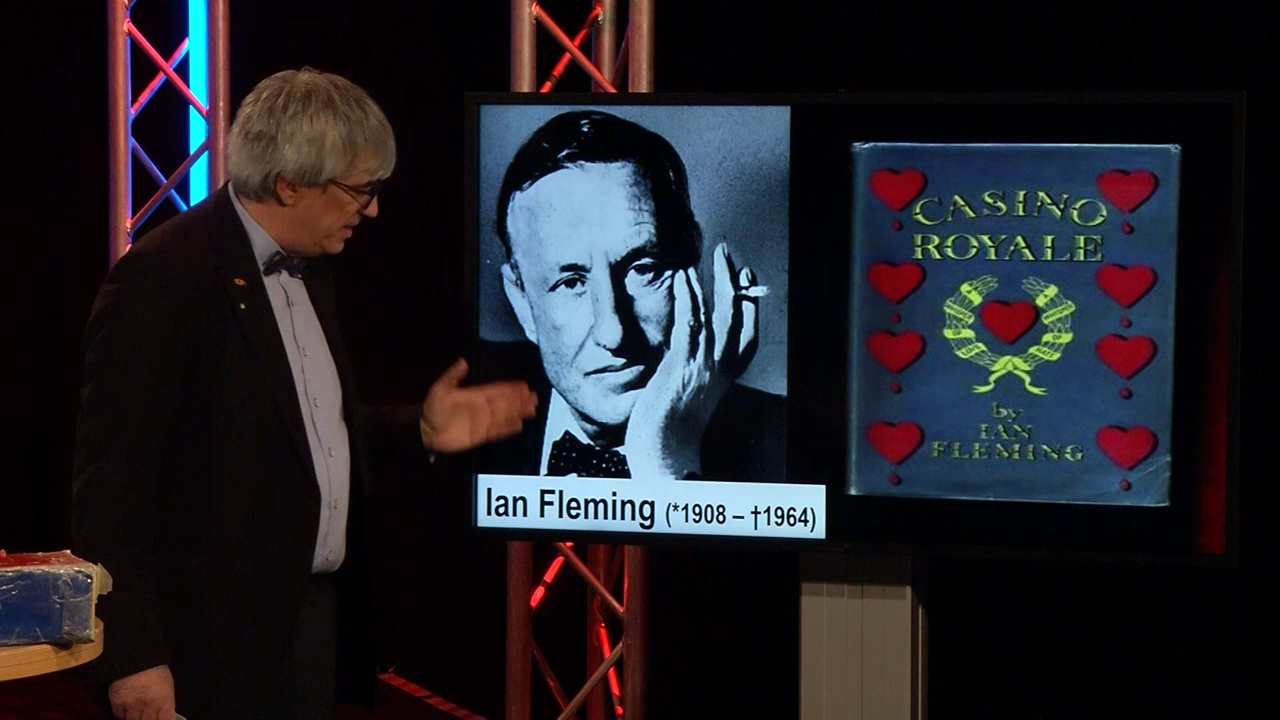 Ian Fleming (*1908 – †1964)
CASINO
ROYALE
by
IAN
FLEMING